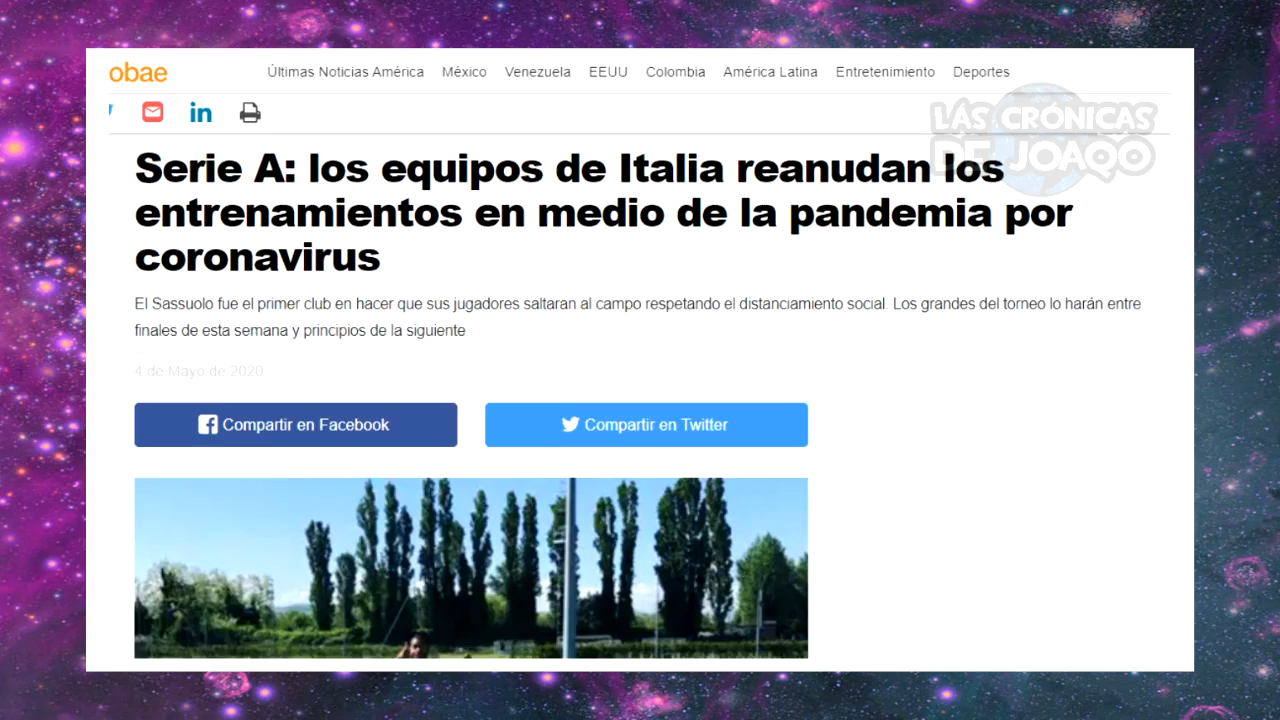 obae
Últimas Noticias América México Venezuela EEUU Colombia América Latina Entretenimiento Deportes
in
LAS CRÓNICAS
DE JOAQO
Serie A: los equipos de Italia reanudan los
entrenamientos en medio de la pandemia por
coronavirus
El Sassuolo fue el primer club en hacer que sus jugadores saltaran al campo respetando el distanciamiento social. Los grandes del torneo lo harán entre
finales de esta semana y principios de la siguiente
4 de Mayo de 2020
Compartir en Facebook
Compartir en Twitter